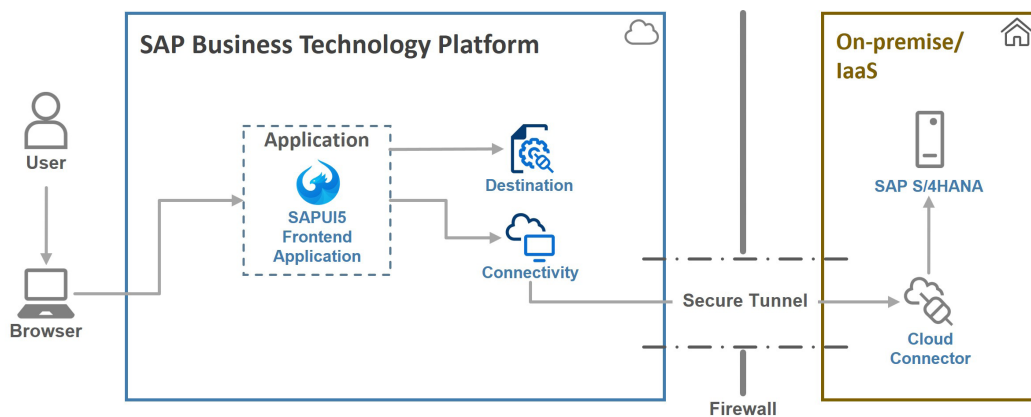 SAP Business Technology Platform
On-premise/
IaaS
User
Application
SAPUI5
Frontend
Application
Destination
SAP S/4HANA
Connectivity
Browser
Secure Tunnel
Cloud
Connector
Firewall